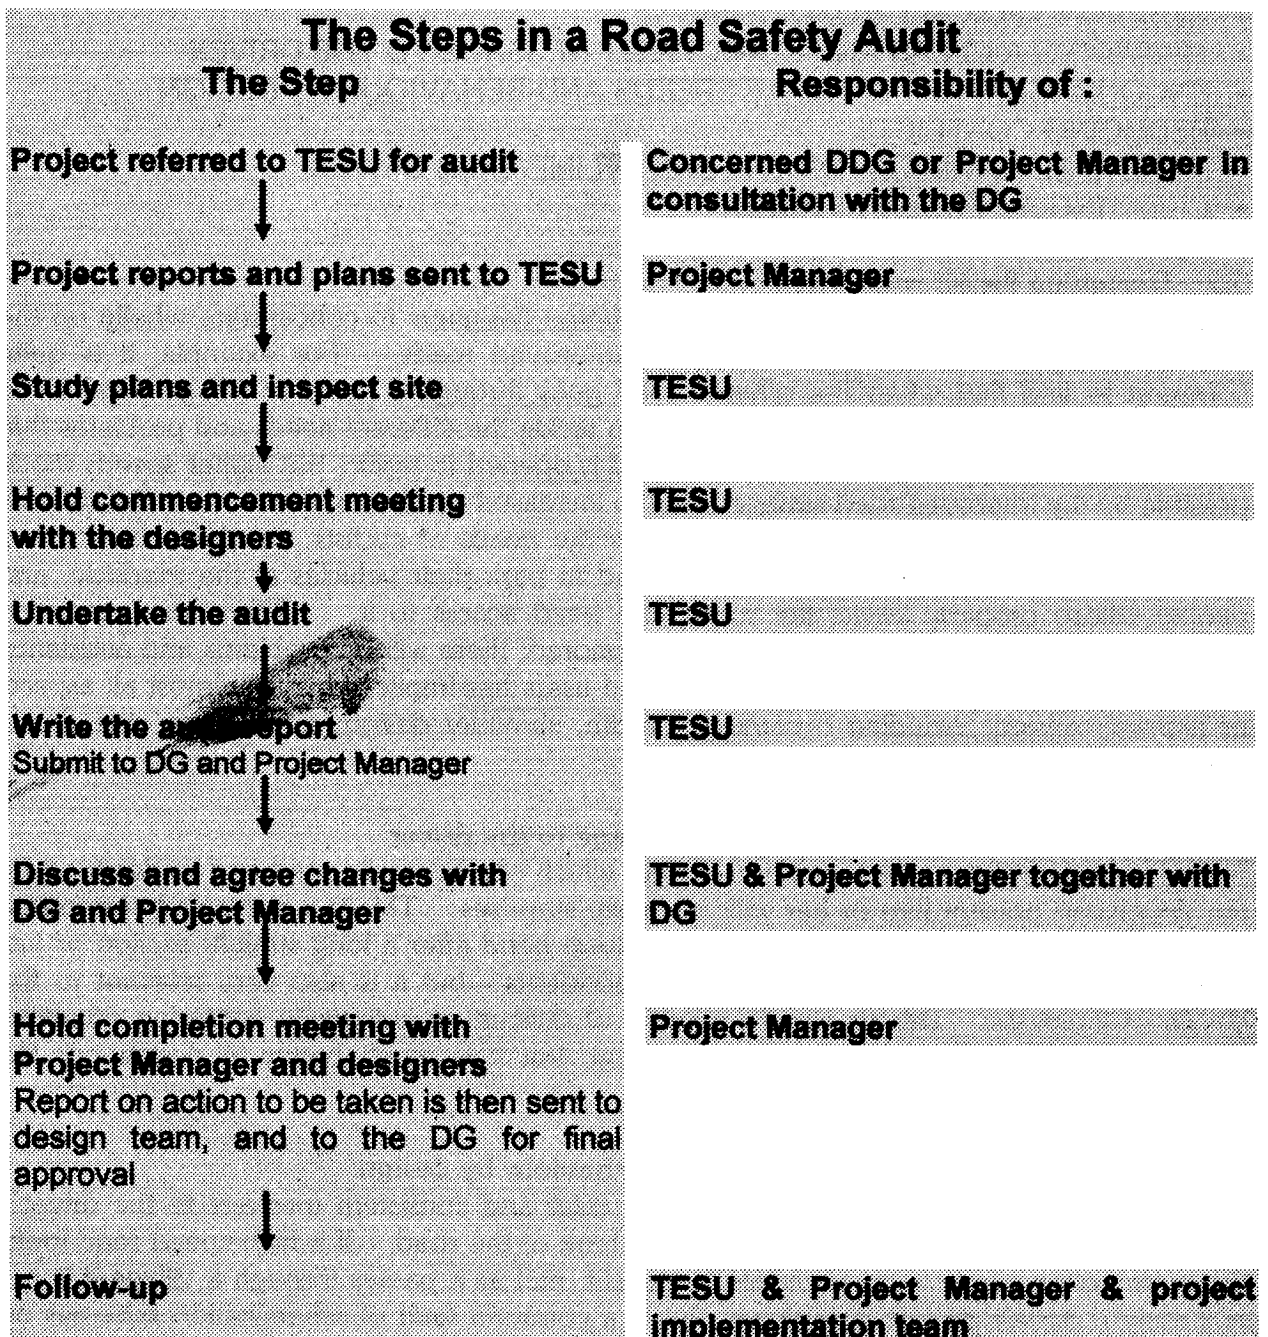 The Steps in a Road Safety Audit
The Step
Responsibility of :
Project referred to TESU for audit
Concerned DDG or Project Manager in
consultation with the DG
Project reports and plans sent to TESU
Project Manager
Study plans and inspect site
TESU
Hold commencement meeting
with the designers
TESU
Undertake the audit
TESU
Write the audit report
Submit to DG and Project Manager
TESU
Discuss and agree changes with
DG and Project Manager
TESU & Project Manager together with
DG
Hold completion meeting with
Project Manager and designers
Report on action to be taken is then sent to
design team, and to the DG for final
approval
Project Manager
Follow-up
TESU & Project Manager & project
implementation team